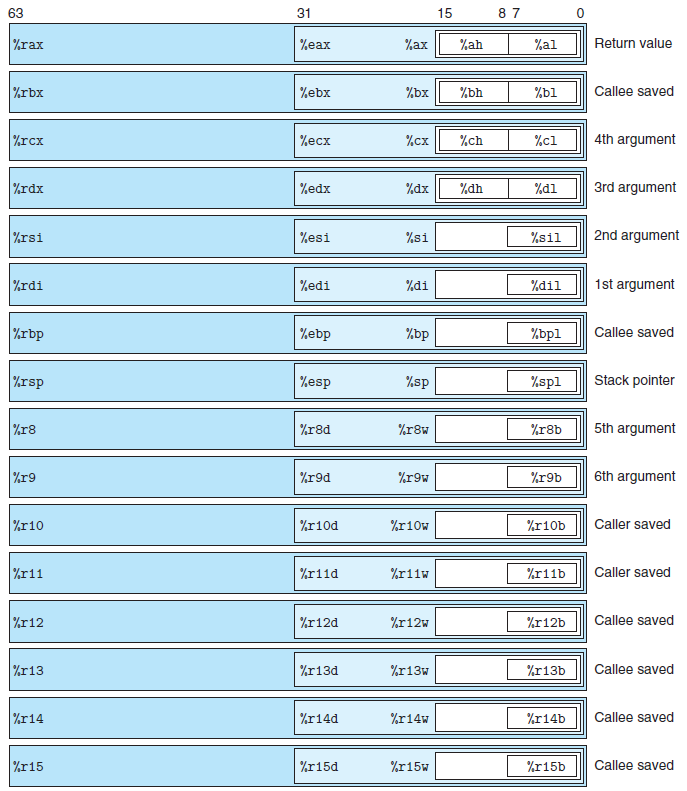 63 31 15 8 7 0
%rax %eax %ax %ah %al Return value
%rbx %ebx %bx %bh %bl Callee saved
%rcx %ecx %cx %ch %cl 4th argument
%rdx %edx %dx %dh %dl 3rd argument
%rsi %esi %si %sil 2nd argument
%rdi %edi %di %dil 1st argument
%rbp %ebp %bp %bpl Callee saved
%rsp %esp %sp %spl Stack pointer
%r8 %r8d %r8w %r8b 5th argument
%r9 %r9d %r9w %r9b 6th argument
%r10 %r10d %r10w %r10b Caller saved
%r11 %r11d %r11w %r11b Caller saved
%r12 %r12d %r12w %r12b Callee saved
%r13 %r13d %r13w %r13b Callee saved
%r14 %r14d %r14w %r14b Callee saved
%r15 %r15d %r15w %r15b Callee saved